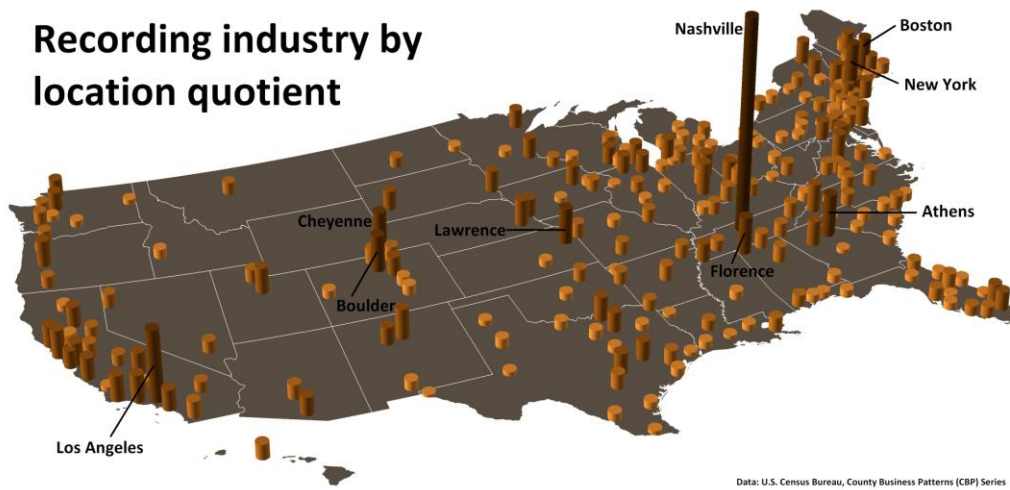 Recording industry by
location quotient
Nashville
Boston
New York
Cheyenne
Lawrence
Athens
Boulder
Florence
Los Angeles
Data: U.S. Census Bureau, County Business Patterns (CBP) Series